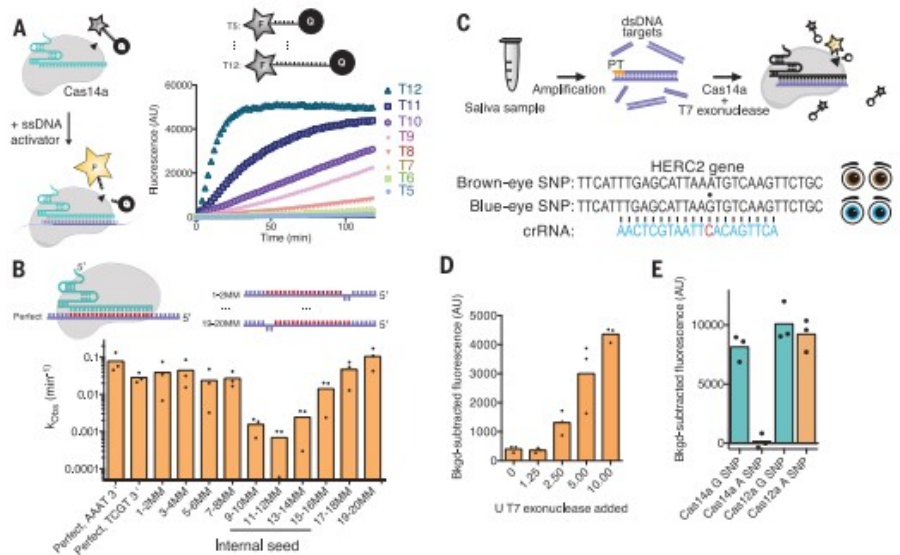 A
Cas14a
+ ssDNA
activator
F
Q
T5:
F
Q
T12:
F
Q
Fluorescence (AU)
60000
40000
20000
0
50
100
Time (min)
T12
T11
T10
T9
T8
T7
T6
T5
B
5'
Perfect
5'
1-2MM
5'
...
...
19-20MM
5'
kObs (min-1)
0.1
0.01
0.001
0.0001
Perfect, AAAT 3'
Perfect, TCGT 3'
1-2MM
3-4MM
5-6MM
7-8MM
9-10MM
11-12MM
13-14MM
15-16MM
17-18MM
19-20MM
Internal seed
C
Saliva sample
Amplification
dsDNA
targets
PT
Cas14a
+
T7 exonuclease
HERC2 gene
Brown-eye SNP: TTCATTTGAGCATTAAATGTCAAGTTCTGC
Blue-eye SNP: TTCATTTGAGCATTAAGTGTCAAGTTCTGC
crRNA: AACTCGTAATTCACAGTTCA
D
Bkgd-subtracted fluorescence (AU)
5000
4000
3000
2000
1000
0
0
1.25
2.50
5.00
10.00
U T7 exonuclease added
E
Bkgd-subtracted fluorescence (AU)
10000
5000
0
Cas14a G SNP
Cas14a A SNP
Cas12a G SNP
Cas12a A SNP